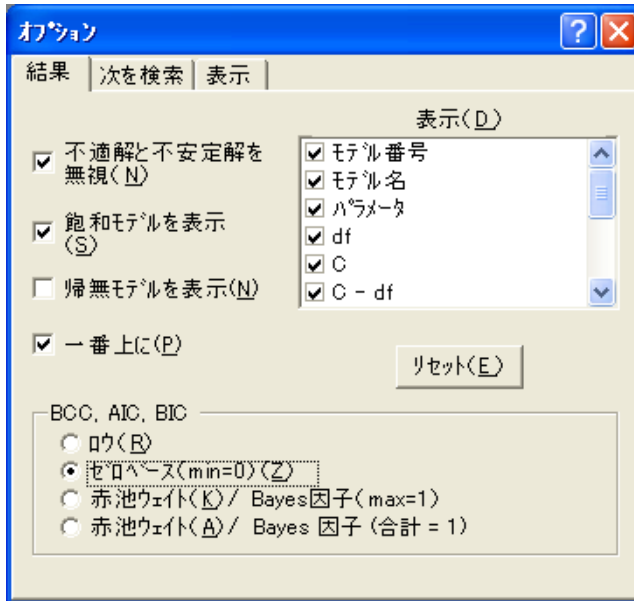 ｵﾌﾟｼｮﾝ
結果
次を検索
表示
表示(D)
不適解と不安定解を
無視(N)
飽和ﾓﾃﾞﾙを表示
(S)
帰無ﾓﾃﾞﾙを表示(N)
一番上に(P)
ﾓﾃﾞﾙ番号
ﾓﾃﾞﾙ名
ﾊﾟﾗﾒｰﾀ
df
C
C - df
ﾘｾｯﾄ(E)
BCC, AIC, BIC
ﾛｳ(R)
ｾﾞﾛﾍﾞｰｽ(min=0)(Z)
赤池ｳｪｲﾄ(K)/ Bayes因子(max=1)
赤池ｳｪｲﾄ(A)/ Bayes 因子 (合計 = 1)